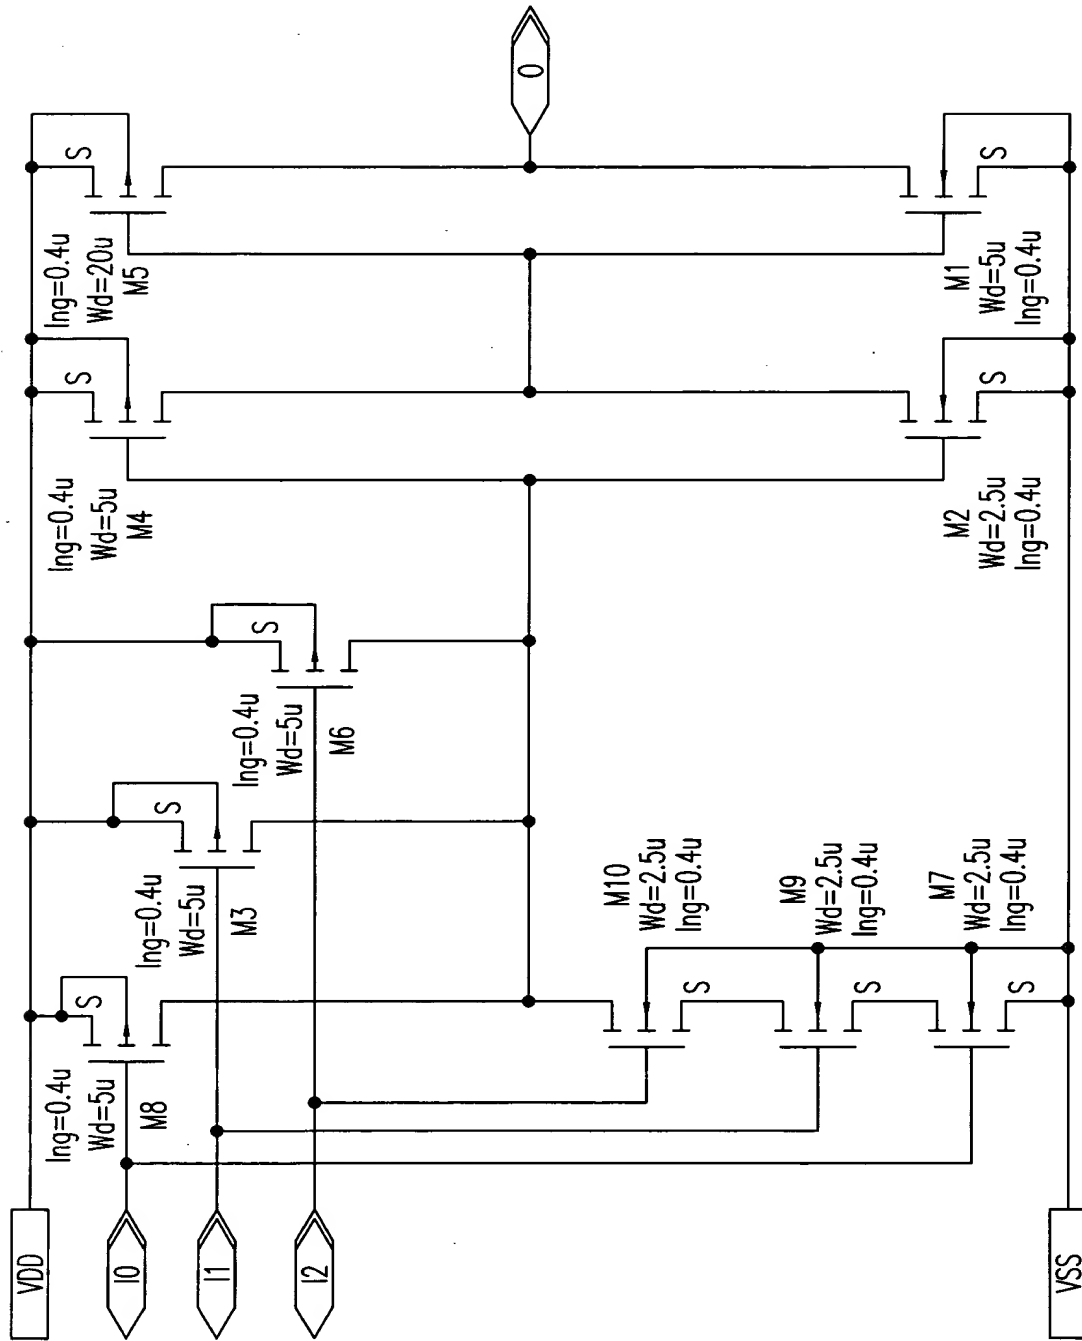 VDD
I0
I1
I2
VSS
lng=0.4u
Wd=5u
M8
S
lng=0.4u
Wd=5u
M3
S
lng=0.4u
Wd=5u
M6
S
M10
Wd=2.5u
lng=0.4u
S
M9
Wd=2.5u
lng=0.4u
S
M7
Wd=2.5u
lng=0.4u
lng=0.4u
Wd=5u
M4
S
M2
Wd=2.5u
lng=0.4u
S
lng=0.4u
Wd=20u
M5
S
M1
Wd=5u
lng=0.4u
S
O